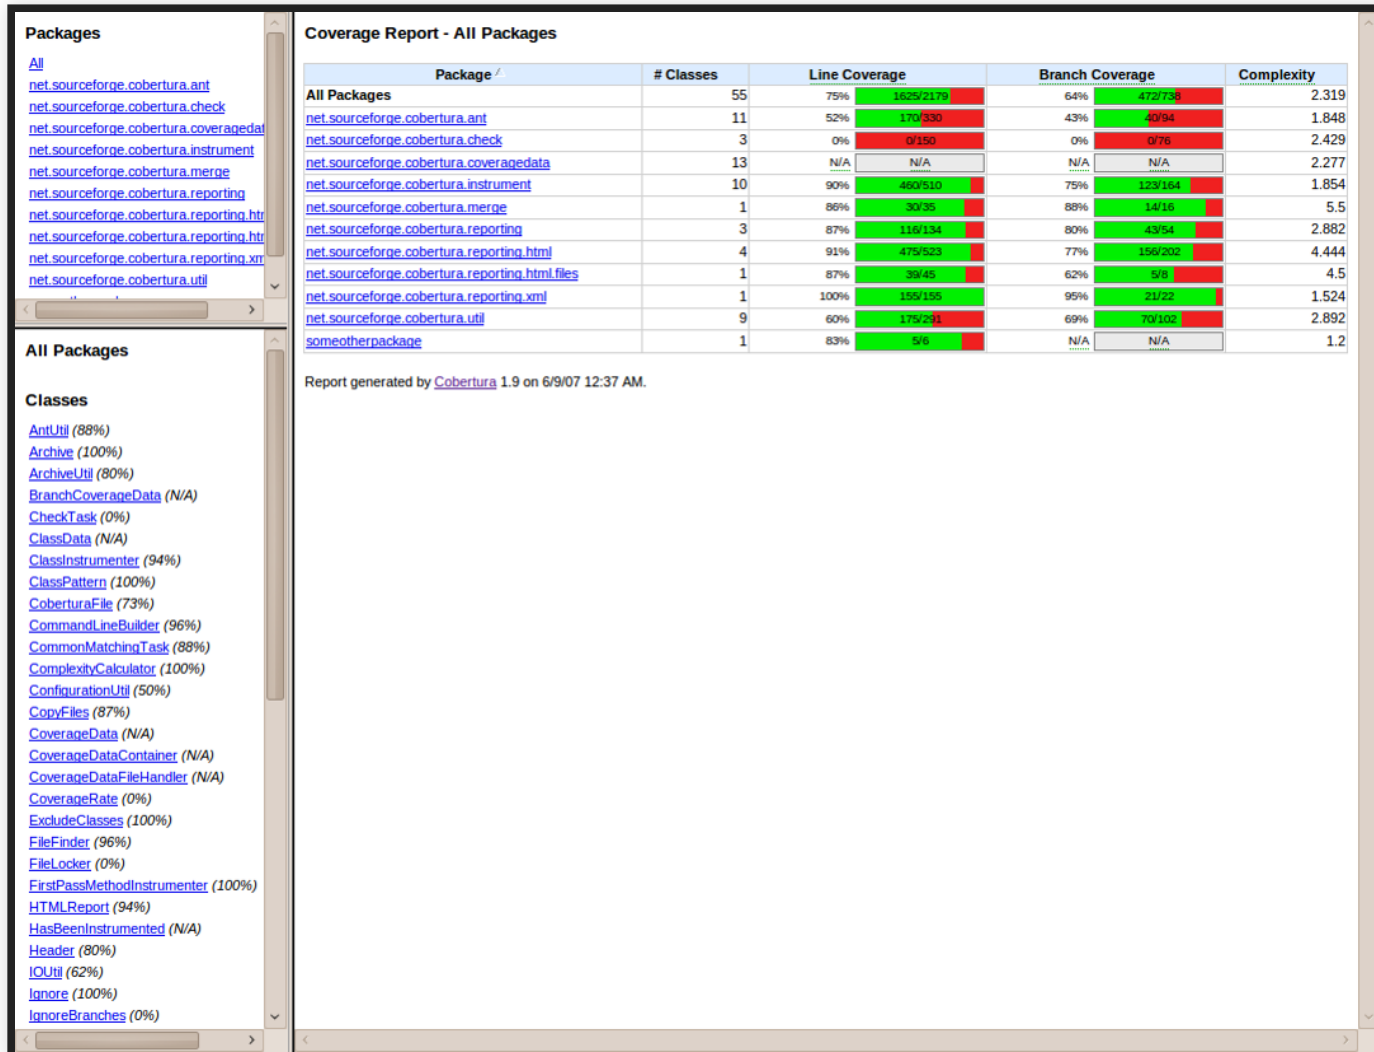 Packages
All
net.sourceforge.cobertura.ant
net.sourceforge.cobertura.check
net.sourceforge.cobertura.coveragedat
net.sourceforge.cobertura.instrument
net.sourceforge.cobertura.merge
net.sourceforge.cobertura.reporting
net.sourceforge.cobertura.reporting.htr
net.sourceforge.cobertura.reporting.htr
net.sourceforge.cobertura.reporting.xm
net.sourceforge.cobertura.util
All Packages
Classes
AntUtil (88%)
Archive (100%)
ArchiveUtil (80%)
BranchCoverageData (N/A)
CheckTask (0%)
ClassData (N/A)
ClassInstrumenter (94%)
ClassPattern (100%)
CoberturaFile (73%)
CommandLineBuilder (96%)
CommonMatchingTask (88%)
ComplexityCalculator (100%)
ConfigurationUtil (50%)
CopyFiles (87%)
CoverageData (N/A)
CoverageDataContainer (N/A)
CoverageDataFileHandler (N/A)
CoverageRate (0%)
ExcludeClasses (100%)
FileFinder (96%)
FileLocker (0%)
FirstPassMethodInstrumenter (100%)
HTMLReport (94%)
HasBeenInstrumented (N/A)
Header (80%)
IOUtil (62%)
Ignore (100%)
IgnoreBranches (0%)
Coverage Report - All Packages
Package # Classes Line Coverage Branch Coverage Complexity
All Packages 55 75% 1625/2179 64% 472/738 2.319
net.sourceforge.cobertura.ant 11 52% 170/330 43% 40/94 1.848
net.sourceforge.cobertura.check 3 0% 0/150 0% 0/76 2.429
net.sourceforge.cobertura.coveragedata 13 N/A N/A N/A N/A 2.277
net.sourceforge.cobertura.instrument 10 90% 460/510 75% 123/164 1.854
net.sourceforge.cobertura.merge 1 86% 30/35 88% 14/16 5.5
net.sourceforge.cobertura.reporting 3 87% 116/134 80% 43/54 2.882
net.sourceforge.cobertura.reporting.html 4 91% 475/523 77% 156/202 4.444
net.sourceforge.cobertura.reporting.html.files 1 87% 39/45 62% 5/8 4.5
net.sourceforge.cobertura.reporting.xml 1 100% 155/155 95% 21/22 1.524
net.sourceforge.cobertura.util 9 60% 175/291 69% 70/102 2.892
someotherpackage 1 83% 5/6 N/A N/A 1.2
Report generated by Cobertura 1.9 on 6/9/07 12:37 AM.